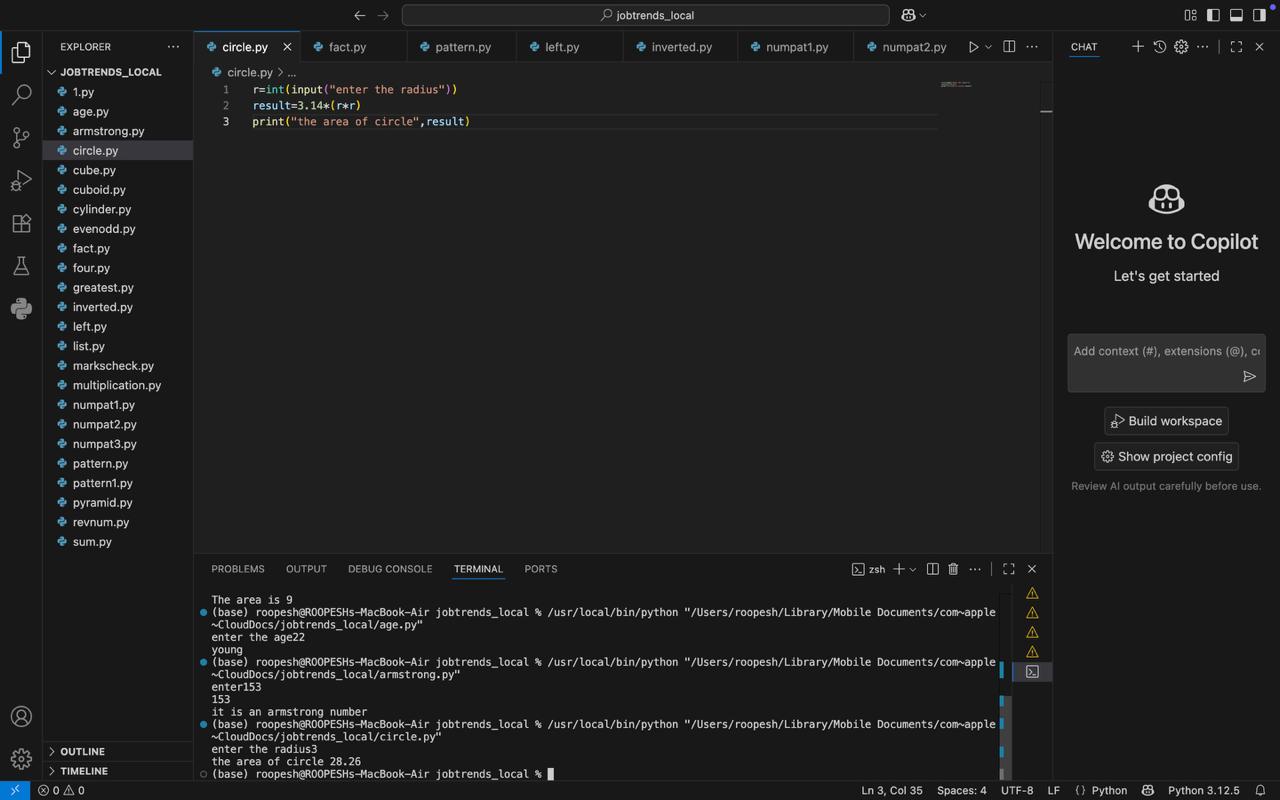 jobtrends_local
EXPLORER
JOBTRENDS_LOCAL
1.py
age.py
armstrong.py
circle.py
cube.py
cuboid.py
cylinder.py
evenodd.py
fact.py
four.py
greatest.py
inverted.py
left.py
list.py
markscheck.py
multiplication.py
numpat1.py
numpat2.py
numpat3.py
pattern.py
pattern1.py
pyramid.py
revnum.py
sum.py
OUTLINE
TIMELINE
circle.py fact.py pattern.py left.py inverted.py numpat1.py numpat2.py
circle.py > ...
1 r=int(input("enter the radius"))
2 result=3.14*(r*r)
3 print("the area of circle",result)
PROBLEMS OUTPUT DEBUG CONSOLE TERMINAL PORTS
zsh
The area is 9
(base) roopesh@ROOPESHs-MacBook-Air jobtrends_local % /usr/local/bin/python "/Users/roopesh/Library/Mobile Documents/com~apple
~CloudDocs/jobtrends_local/age.py"
enter the age22
young
(base) roopesh@ROOPESHs-MacBook-Air jobtrends_local % /usr/local/bin/python "/Users/roopesh/Library/Mobile Documents/com~apple
~CloudDocs/jobtrends_local/armstrong.py"
enter153
153
it is an armstrong number
(base) roopesh@ROOPESHs-MacBook-Air jobtrends_local % /usr/local/bin/python "/Users/roopesh/Library/Mobile Documents/com~apple
~CloudDocs/jobtrends_local/circle.py"
enter the radius3
the area of circle 28.26
(base) roopesh@ROOPESHs-MacBook-Air jobtrends_local %
CHAT
Welcome to Copilot
Let's get started
Add context (#), extensions (@), c
Build workspace
Show project config
Review AI output carefully before use.
0 0
Ln 3, Col 35 Spaces: 4 UTF-8 LF {} Python Python 3.12.5